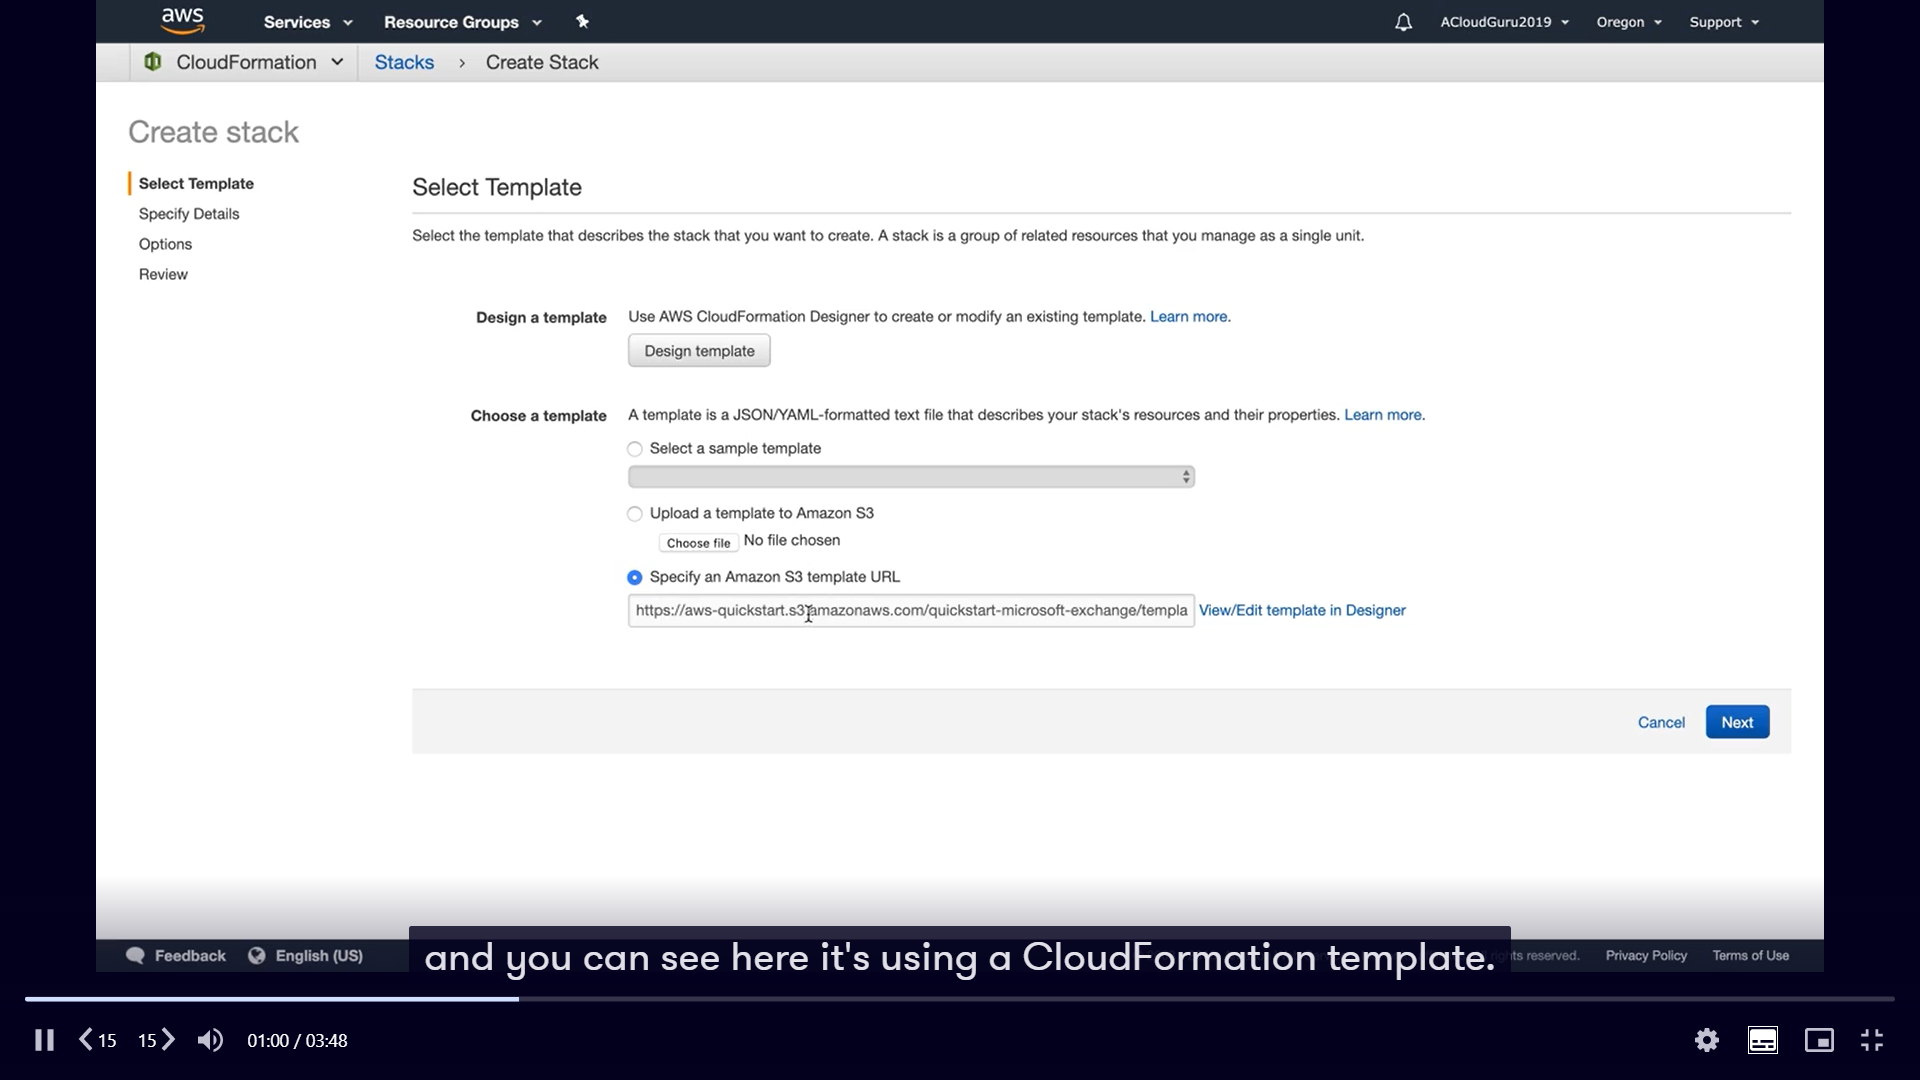 aws Services Resource Groups ACloudGuru2019 Oregon Support
CloudFormation Stacks › Create Stack
Create stack
Select Template
Specify Details
Options
Review
Select Template
Select the template that describes the stack that you want to create. A stack is a group of related resources that you manage as a single unit.
Design a template Use AWS CloudFormation Designer to create or modify an existing template. Learn more.
Design template
Choose a template A template is a JSON/YAML-formatted text file that describes your stack's resources and their properties. Learn more.
Select a sample template
Upload a template to Amazon S3
Choose file No file chosen
Specify an Amazon S3 template URL
https://aws-quickstart.s3.amazonaws.com/quickstart-microsoft-exchange/templa View/Edit template in Designer
Cancel Next
Feedback English (US) reserved. Privacy Policy Terms of Use
and you can see here it's using a CloudFormation template.
15 15 01:00 / 03:48